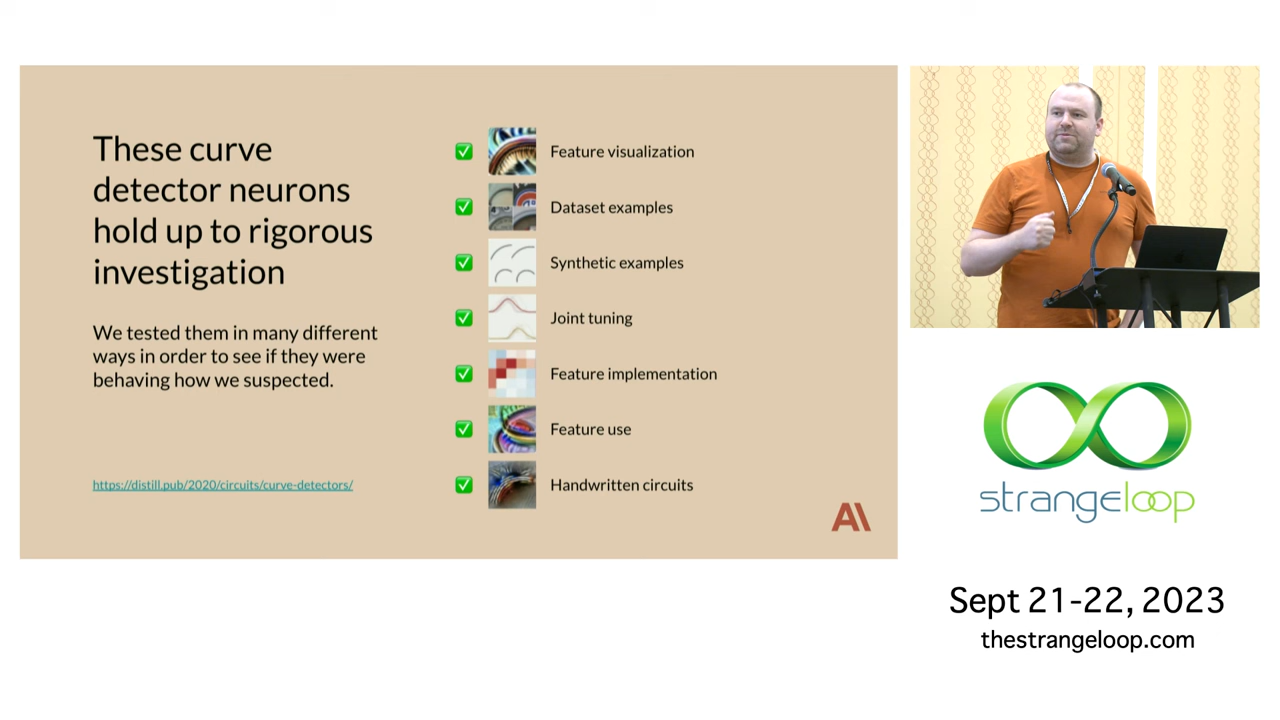 These curve
detector neurons
hold up to rigorous
investigation
We tested them in many different
ways in order to see if they were
behaving how we suspected.
https://distill.pub/2020/circuits/curve-detectors/
✅ Feature visualization
✅ Dataset examples
✅ Synthetic examples
✅ Joint tuning
✅ Feature implementation
✅ Feature use
✅ Handwritten circuits
A\
strangeloop
Sept 21-22, 2023
thestrangeloop.com